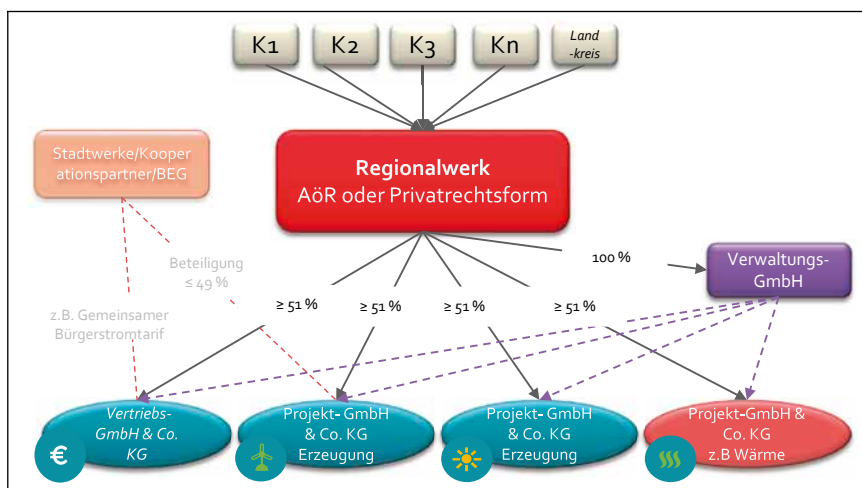 K1
K2
K3
Kn
Land
-kreis
Stadtwerke/Kooper
ationspartner/BEG
Regionalwerk
AöR oder Privatrechtsform
Beteiligung
≤ 49 %
100 %
Verwaltungs-
GmbH
z.B. Gemeinsamer
Bürgerstromtarif
≥ 51 %
≥ 51 %
≥ 51 %
≥ 51 %
Vertriebs-
GmbH & Co.
KG
€
Projekt- GmbH
& Co. KG
Erzeugung
Projekt- GmbH
& Co. KG
Erzeugung
Projekt-GmbH &
Co. KG
z.B Wärme